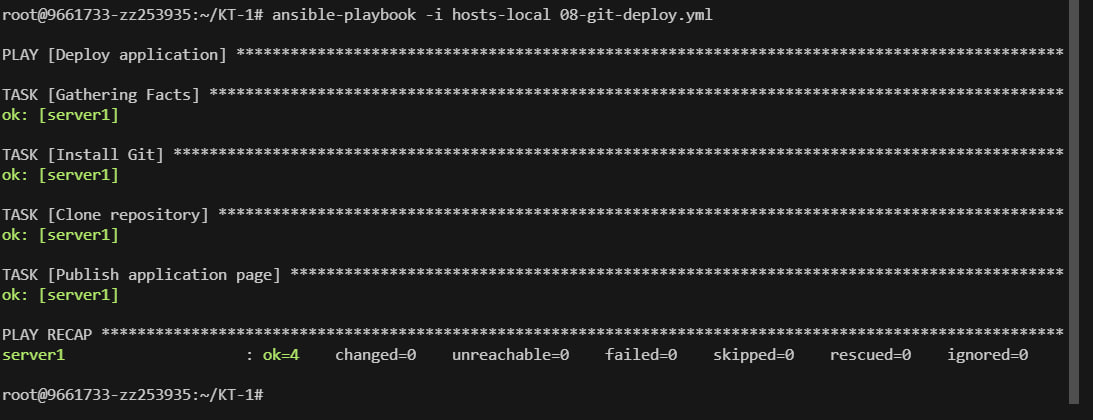 root@9661733-zz253935:~/KT-1# ansible-playbook -i hosts-local 08-git-deploy.yml
PLAY [Deploy application] ********************************************************************************************
TASK [Gathering Facts] ***********************************************************************************************
ok: [server1]
TASK [Install Git] ***************************************************************************************************
ok: [server1]
TASK [Clone repository] **********************************************************************************************
ok: [server1]
TASK [Publish application page] **************************************************************************************
ok: [server1]
PLAY RECAP ***********************************************************************************************************
server1                    : ok=4    changed=0    unreachable=0    failed=0    skipped=0    rescued=0    ignored=0
root@9661733-zz253935:~/KT-1#